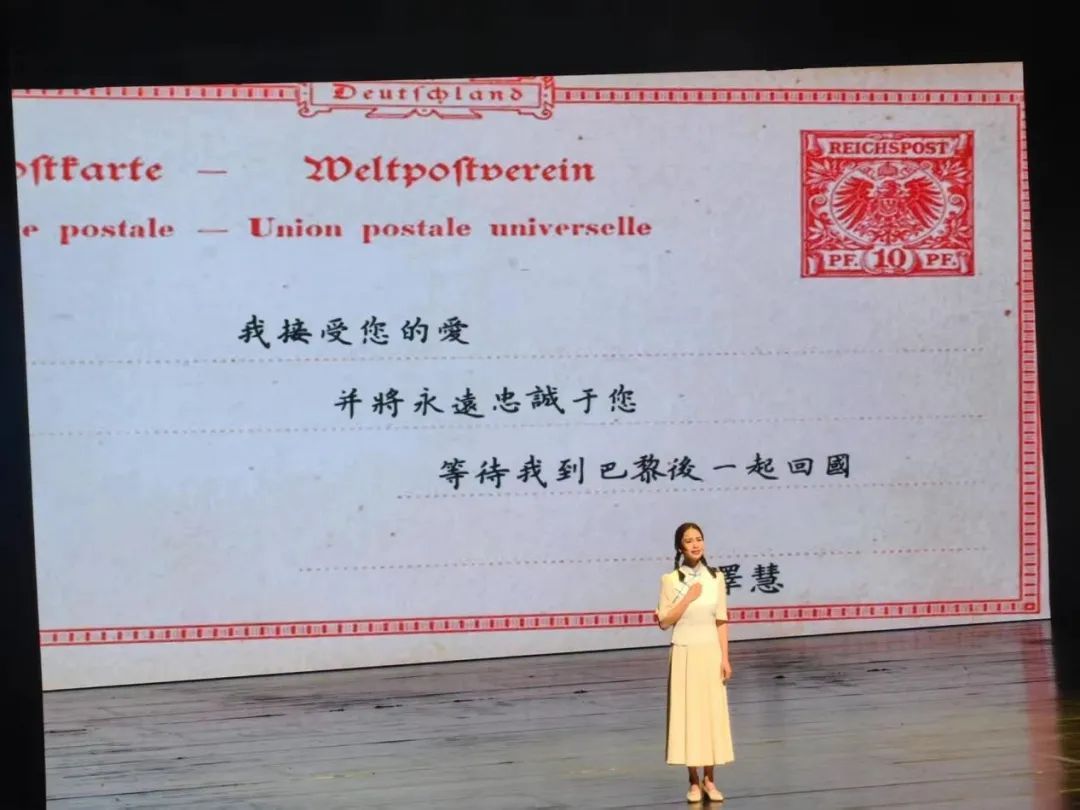 Deutschland
Weltpostverein
postale — Union postale universelle
REICHSPOST
PF. 10 PF.
我接受您的愛
并將永遠忠誠于您
等待我到巴黎後一起回國
澤慧